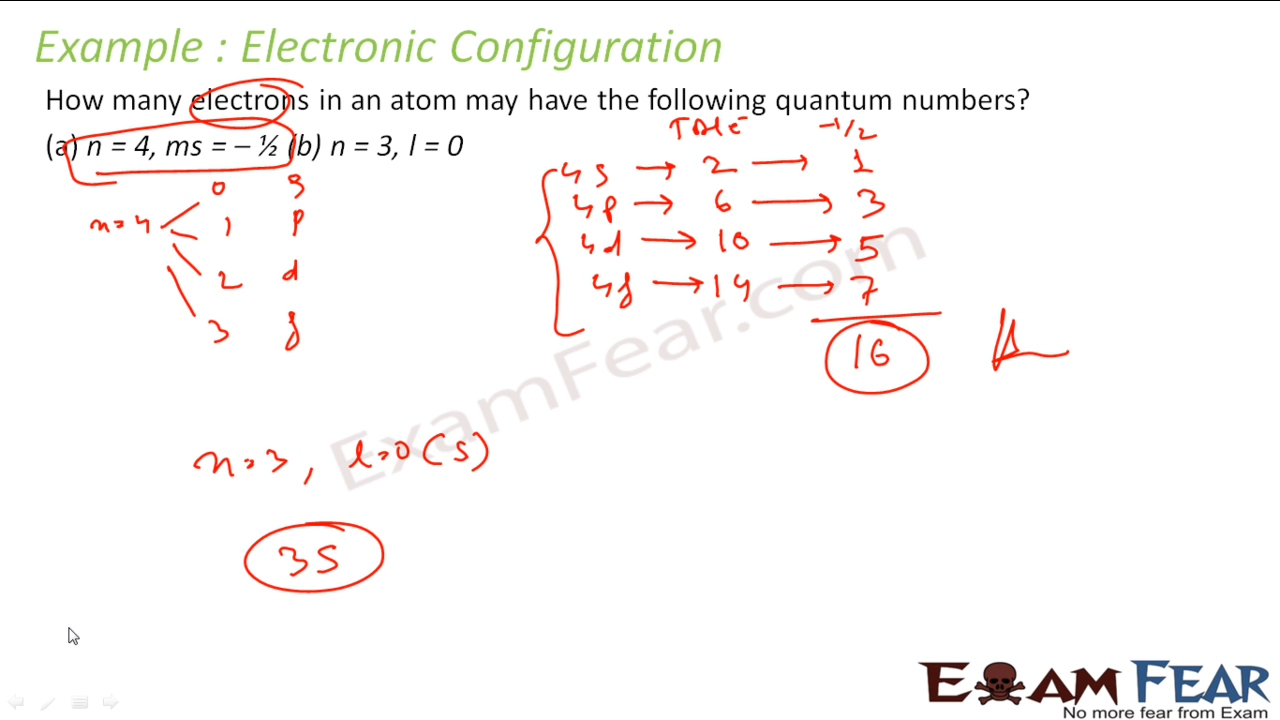 Example : Electronic Configuration
How many electrons in an atom may have the following quantum numbers?
(a) n = 4, ms = – ½ (b) n = 3, l = 0
-1/2
4s → 2 → 1
4p → 6 → 3
4d → 10 → 5
4f → 14 → 7
16
0 s
n=4 1 p
2 d
3 f
n=3, l=0 (s)
3S
ExamFear.com
EXAM FEAR
No more fear from Exam